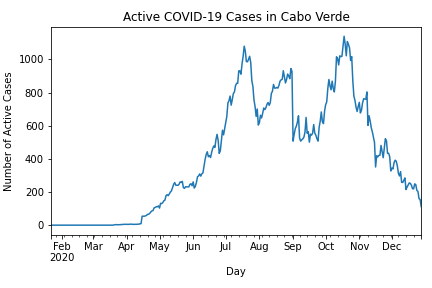 Active COVID-19 Cases in Cabo Verde
Number of Active Cases
1000
800
600
400
200
0
Feb Mar Apr May Jun Jul Aug Sep Oct Nov Dec
2020
Day